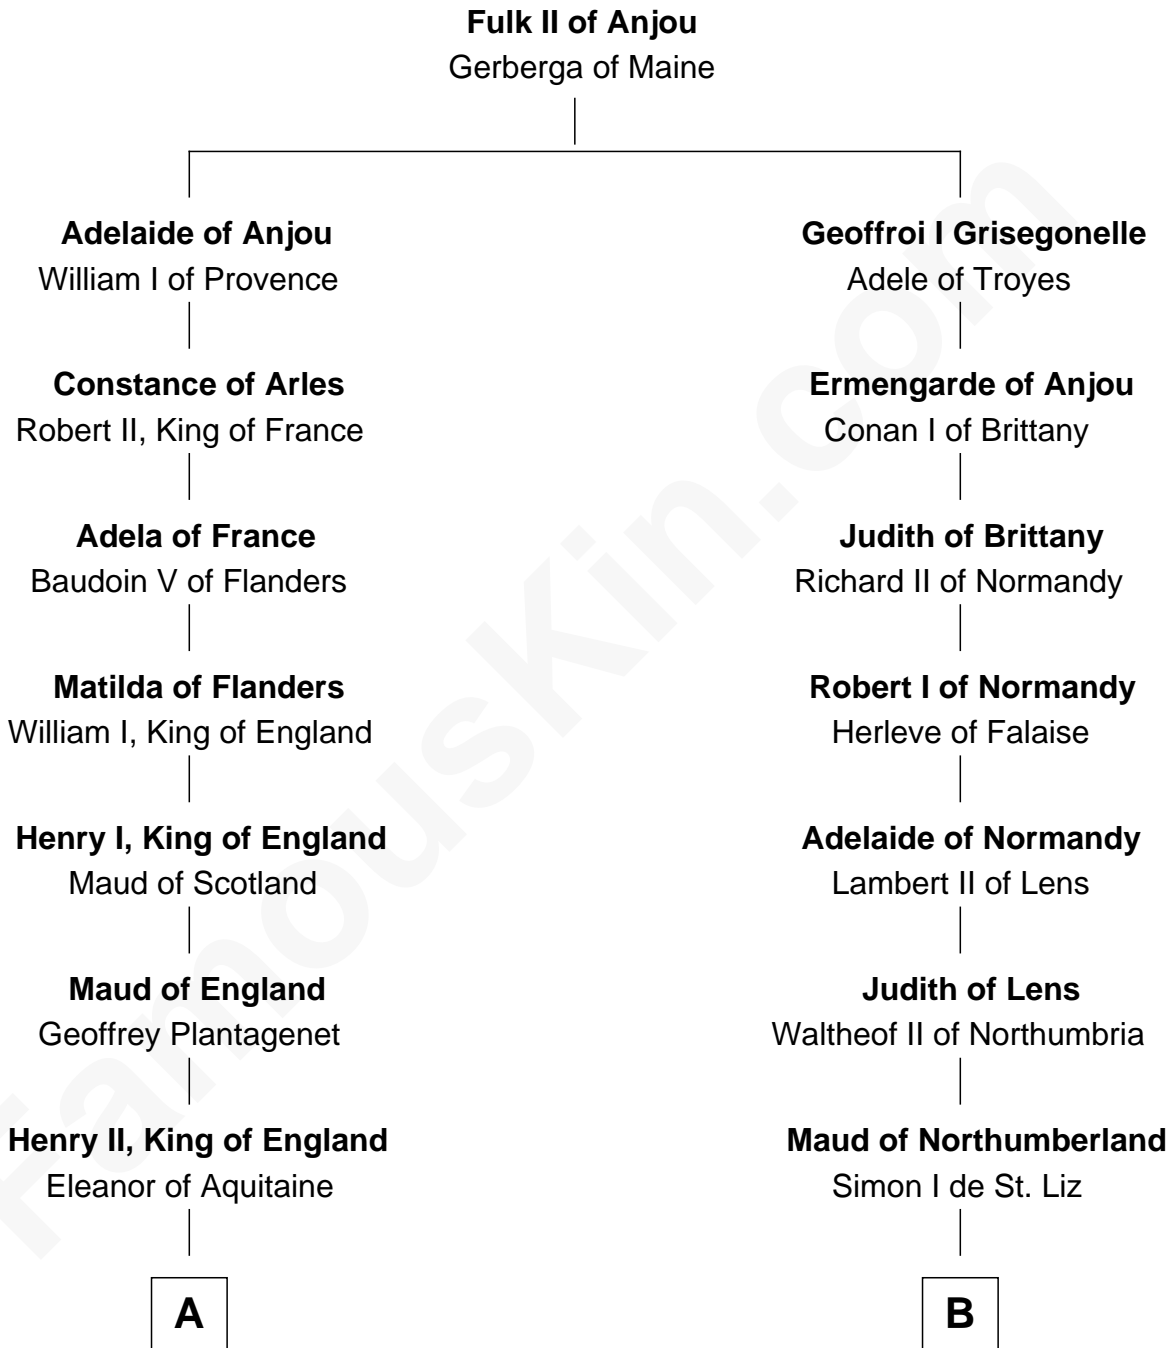 Fulk II of Anjou
Gerberga of Maine
Adelaide of Anjou
William I of Provence
Geoffroi I Grisegonelle
Adele of Troyes
Constance of Arles
Robert II, King of France
Ermengarde of Anjou
Conan I of Brittany
Adela of France
Baudoin V of Flanders
Judith of Brittany
Richard II of Normandy
Matilda of Flanders
William I, King of England
Robert I of Normandy
Herleve of Falaise
Henry I, King of England
Maud of Scotland
Adelaide of Normandy
Lambert II of Lens
Maud of England
Geoffrey Plantagenet
Judith of Lens
Waltheof II of Northumbria
Henry II, King of England
Eleanor of Aquitaine
Maud of Northumberland
Simon I de St. Liz
A
B
FamousKin.com